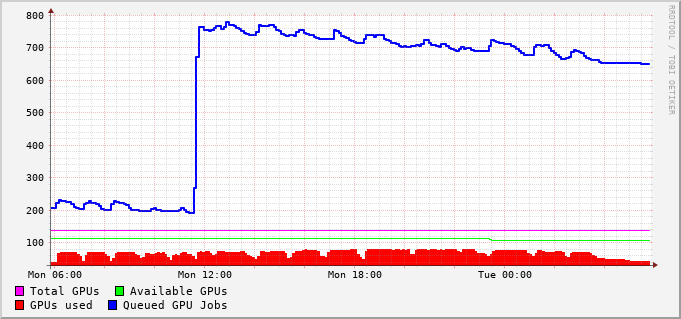 800
700
600
500
400
300
200
100
Mon 06:00 Mon 12:00 Mon 18:00 Tue 00:00
Total GPUs Available GPUs
GPUs used Queued GPU Jobs
RRDTOOL / TOBI OETIKER